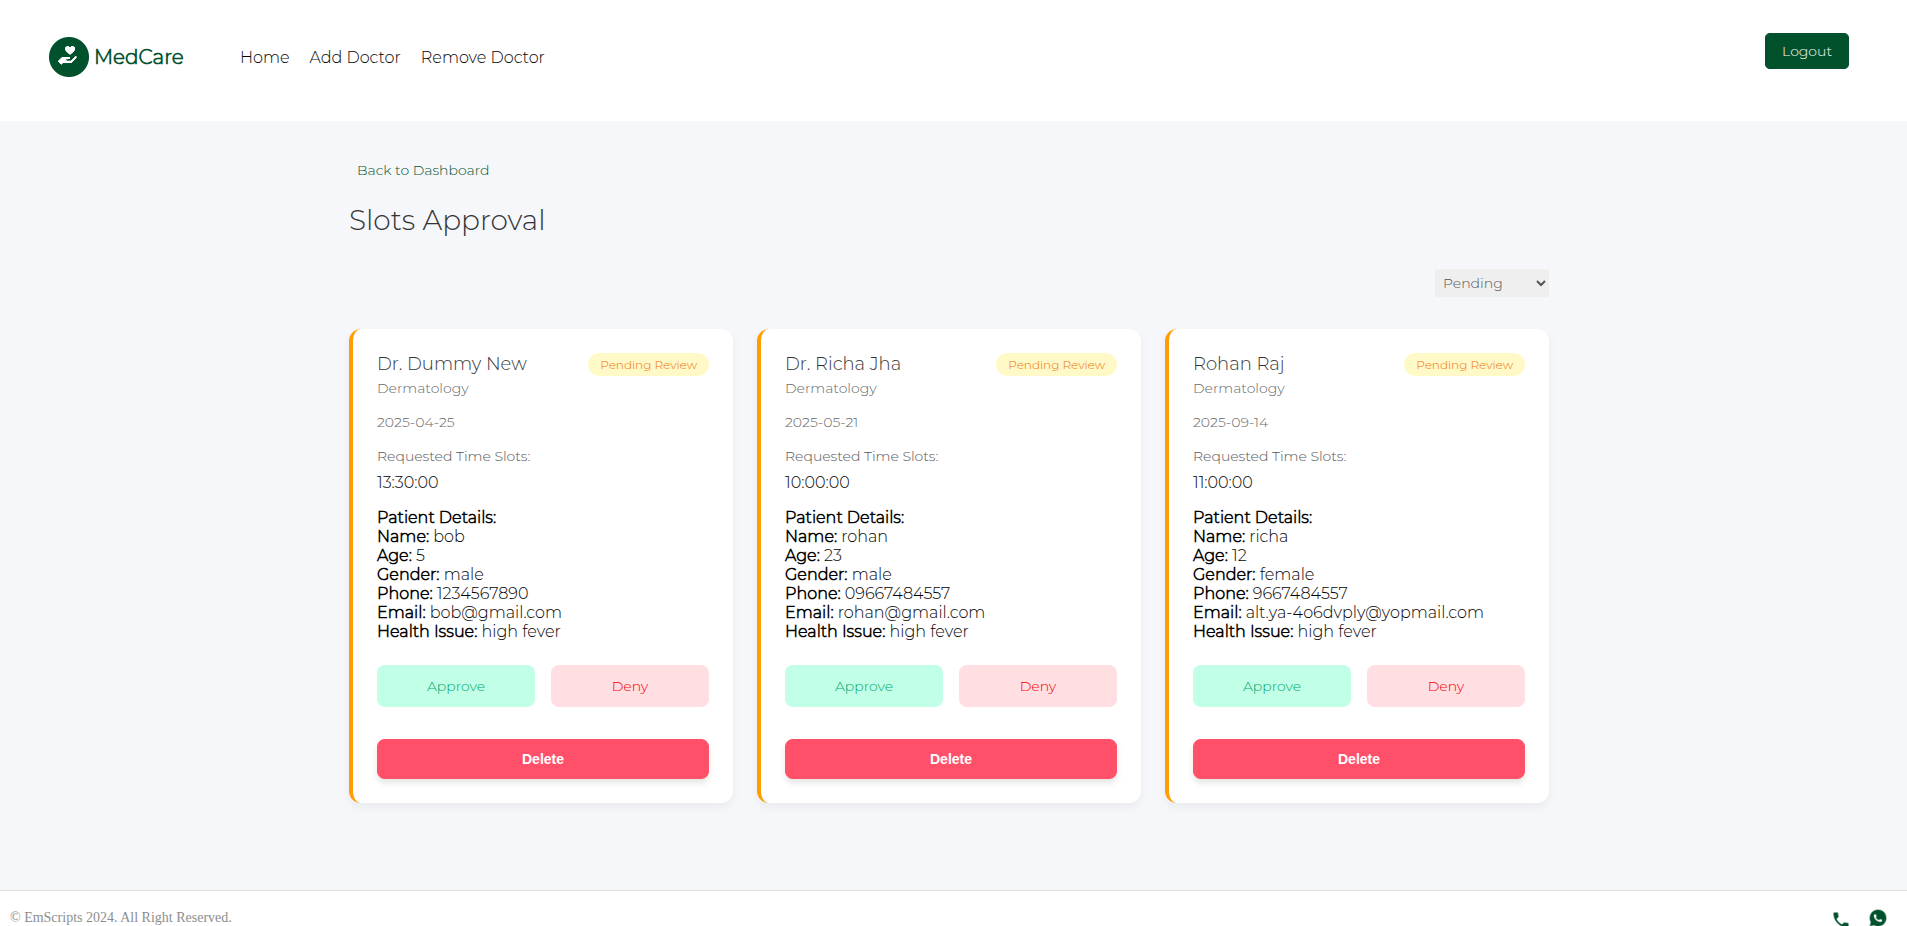 MedCare
Home Add Doctor Remove Doctor
Logout
Back to Dashboard
Slots Approval
Pending
Dr. Dummy New
Pending Review
Dermatology
2025-04-25
Requested Time Slots:
13:30:00
Patient Details:
Name: bob
Age: 5
Gender: male
Phone: 1234567890
Email: bob@gmail.com
Health Issue: high fever
Approve
Deny
Delete
Dr. Richa Jha
Pending Review
Dermatology
2025-05-21
Requested Time Slots:
10:00:00
Patient Details:
Name: rohan
Age: 23
Gender: male
Phone: 09667484557
Email: rohan@gmail.com
Health Issue: high fever
Approve
Deny
Delete
Rohan Raj
Pending Review
Dermatology
2025-09-14
Requested Time Slots:
11:00:00
Patient Details:
Name: richa
Age: 12
Gender: female
Phone: 9667484557
Email: alt.ya-4o6dvply@yopmail.com
Health Issue: high fever
Approve
Deny
Delete
© EmScripts 2024. All Right Reserved.